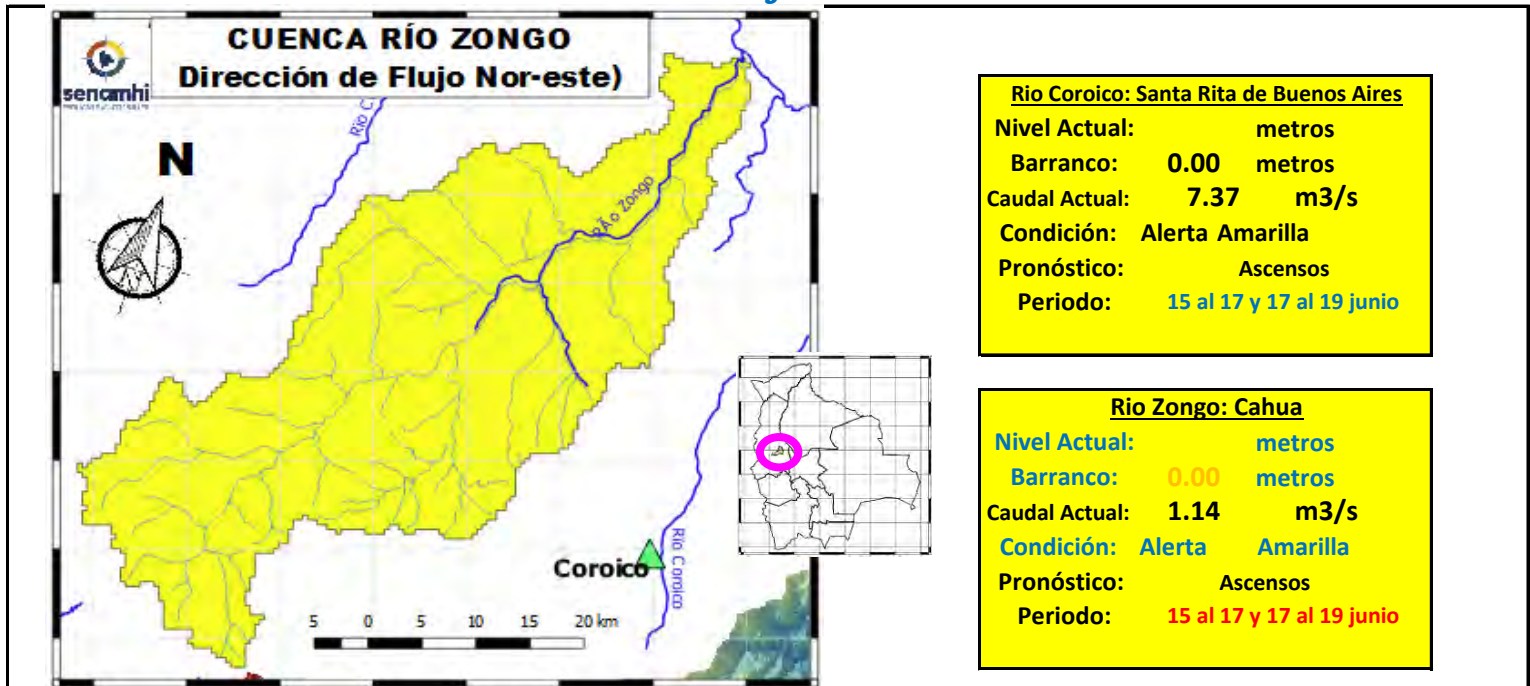 CUENCA RÍO ZONGO
Dirección de Flujo Nor-este)
senamhi
N
Río C
RÃ­o Zongo
Río Coroico
Coroico
5 0 5 10 15 20 km
Rio Coroico: Santa Rita de Buenos Aires
Nivel Actual: metros
Barranco: 0.00 metros
Caudal Actual: 7.37 m3/s
Condición: Alerta Amarilla
Pronóstico: Ascensos
Periodo: 15 al 17 y 17 al 19 junio
Rio Zongo: Cahua
Nivel Actual: metros
Barranco: 0.00 metros
Caudal Actual: 1.14 m3/s
Condición: Alerta Amarilla
Pronóstico: Ascensos
Periodo: 15 al 17 y 17 al 19 junio